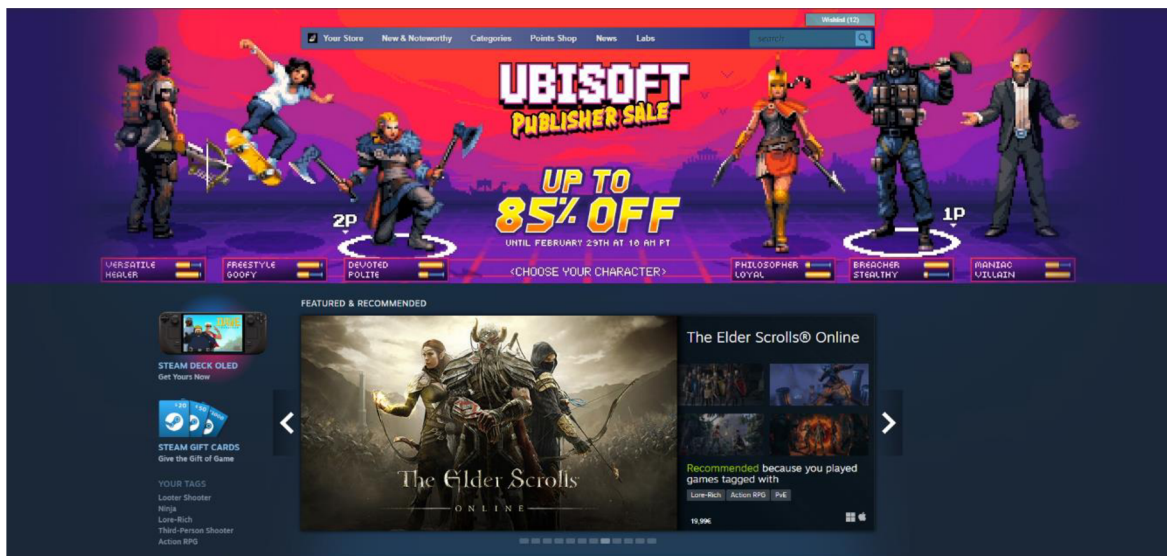 Wishlist (12)
Your Store New & Noteworthy Categories Points Shop News Labs search
UBISOFT
PUBLISHER SALE
UP TO
85% OFF
UNTIL FEBRUARY 29TH AT 10 AM PT
2P
1P
VERSATILE
HEALER
FREESTYLE
GOOFY
DEVOTED
POLITE
<CHOOSE YOUR CHARACTER>
PHILOSOPHER
LOYAL
BREACHER
STEALTHY
MANIAC
VILLAIN
FEATURED & RECOMMENDED
STEAM DECK OLED
Get Yours Now
STEAM GIFT CARDS
Give the Gift of Game
YOUR TAGS
Looter Shooter
Ninja
Lore-Rich
Third-Person Shooter
Action RPG
The Elder Scrolls
ONLINE
The Elder Scrolls® Online
Recommended because you played
games tagged with
Lore-Rich Action RPG PvE
19,99€